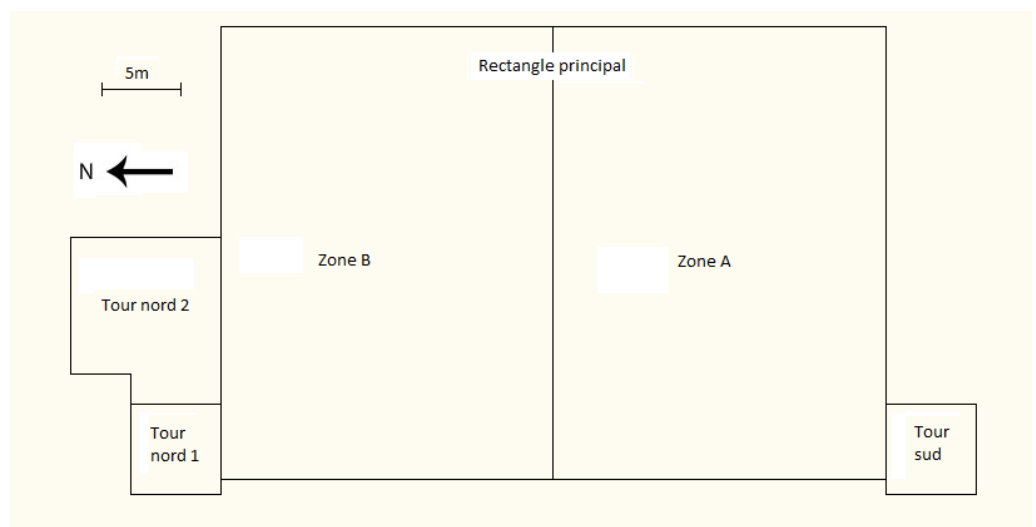 Rectangle principal
5m
N
Zone B
Zone A
Tour nord 2
Tour
nord 1
Tour
sud